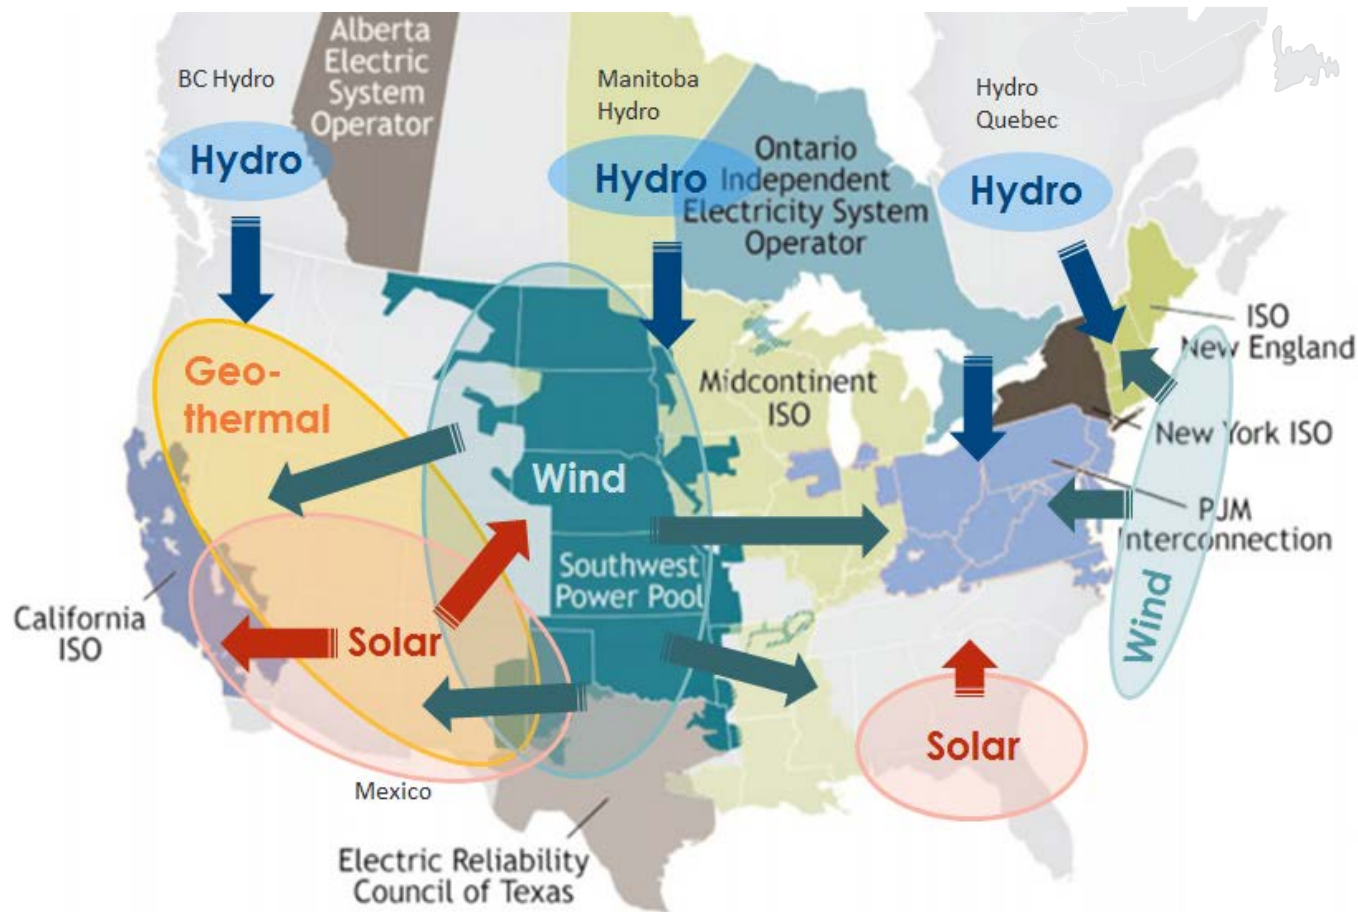 Alberta
Electric
System
Operator
BC Hydro
Hydro
Manitoba
Hydro
Hydro
Ontario
Independent
Electricity System
Operator
Hydro
Quebec
Hydro
ISO
New England
Geo-
thermal
Midcontinent
ISO
New York ISO
Wind
PJM
Interconnection
Southwest
Power Pool
California
ISO
Solar
Wind
Solar
Mexico
Electric Reliability
Council of Texas